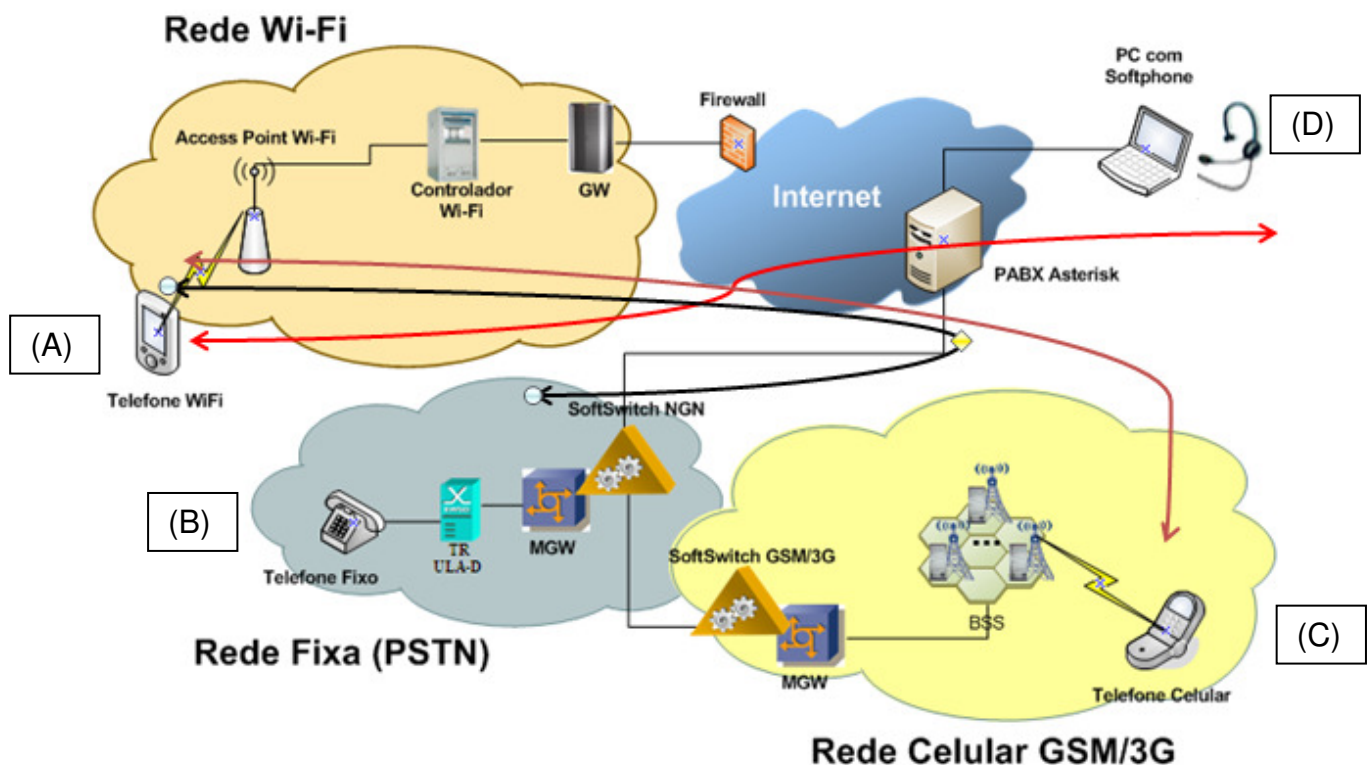 Rede Wi-Fi
PC com
Softphone
Firewall
(D)
Access Point Wi-Fi
Controlador
Wi-Fi
GW
Internet
PABX Asterisk
(A)
Telefone WiFi
SoftSwitch NGN
(B)
MGW
TR
ULA-D
Telefone Fixo
SoftSwitch GSM/3G
BSS
(C)
Rede Fixa (PSTN)
MGW
Telefone Celular
Rede Celular GSM/3G